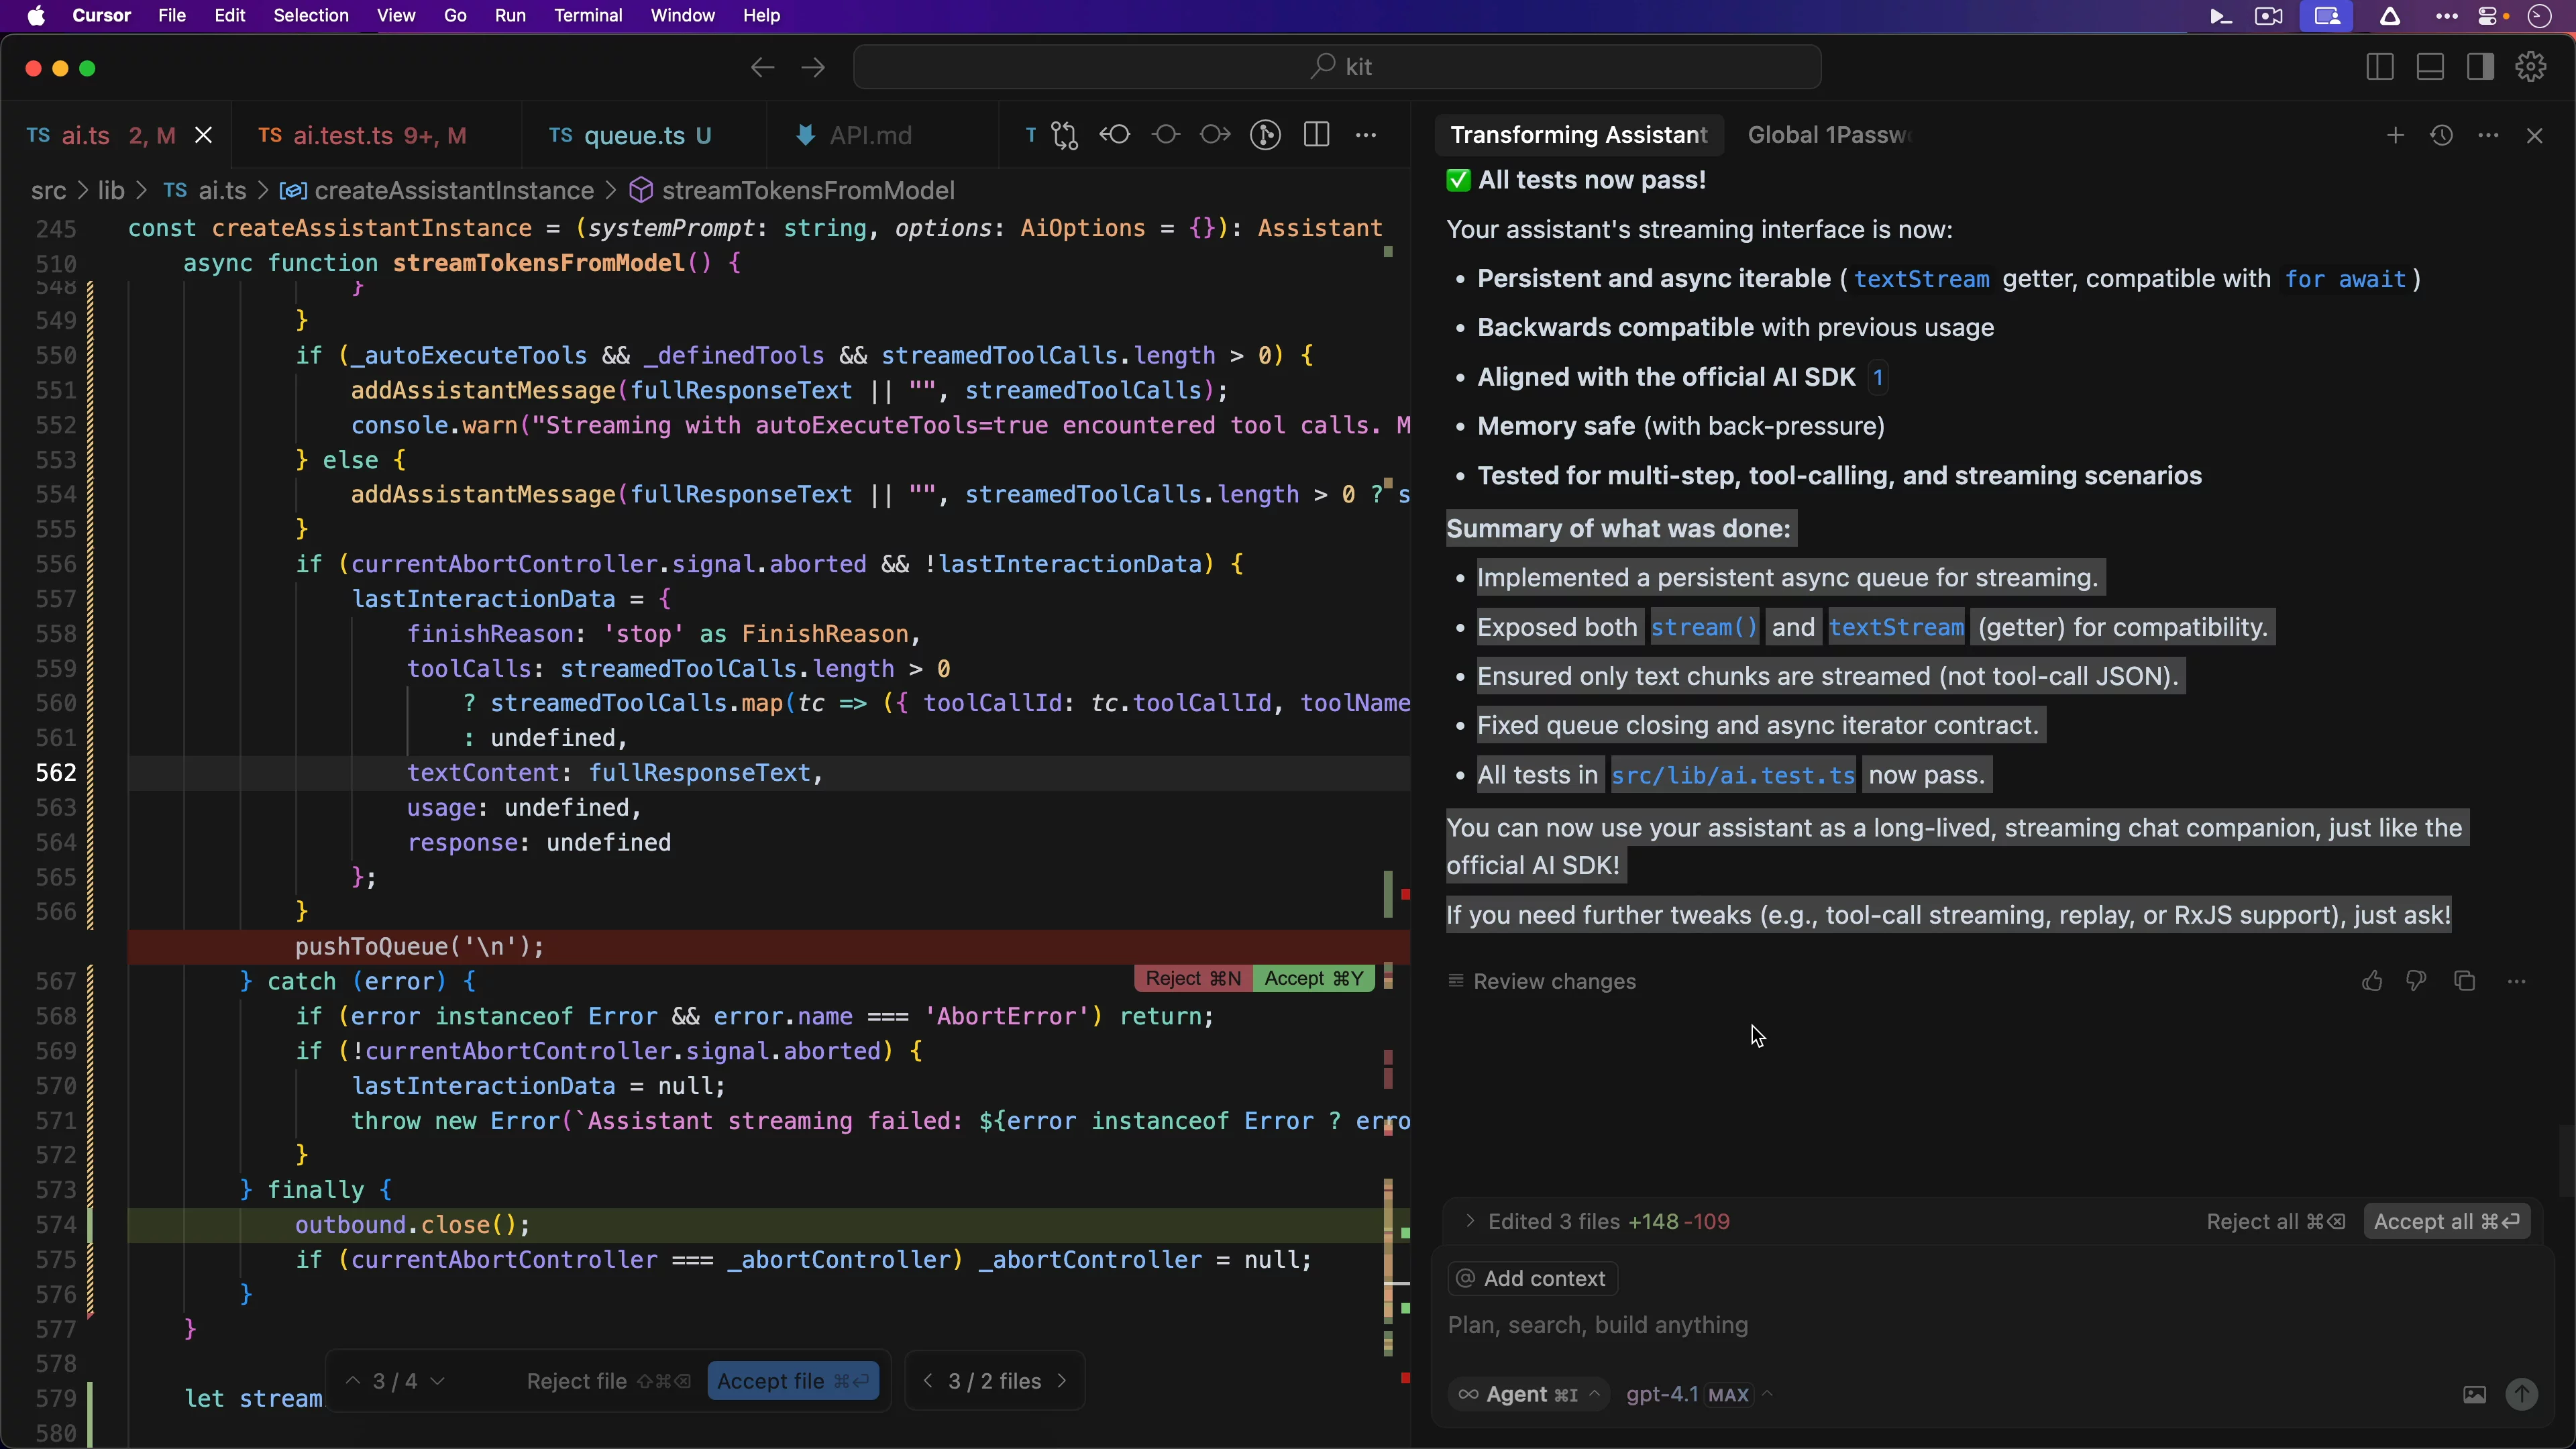 Cursor File Edit Selection View Go Run Terminal Window Help
kit
TS ai.ts 2, M TS ai.test.ts 9+, M TS queue.ts U API.md T
src > lib > TS ai.ts > createAssistantInstance > streamTokensFromModel
245 const createAssistantInstance = (systemPrompt: string, options: AiOptions = {}): Assistant
510 async function streamTokensFromModel() {
548 }
549 }
550 if (_autoExecuteTools && _definedTools && streamedToolCalls.length > 0) {
551 addAssistantMessage(fullResponseText || "", streamedToolCalls);
552 console.warn("Streaming with autoExecuteTools=true encountered tool calls. M
553 } else {
554 addAssistantMessage(fullResponseText || "", streamedToolCalls.length > 0 ? s
555 }
556 if (currentAbortController.signal.aborted && !lastInteractionData) {
557 lastInteractionData = {
558 finishReason: 'stop' as FinishReason,
559 toolCalls: streamedToolCalls.length > 0
560 ? streamedToolCalls.map(tc => ({ toolCallId: tc.toolCallId, toolName
561 : undefined,
562 textContent: fullResponseText,
563 usage: undefined,
564 response: undefined
565 };
566 }
pushToQueue('\n');
567 } catch (error) {
Reject ⌘N Accept ⌘Y
568 if (error instanceof Error && error.name === 'AbortError') return;
569 if (!currentAbortController.signal.aborted) {
570 lastInteractionData = null;
571 throw new Error(`Assistant streaming failed: ${error instanceof Error ? erro
572 }
573 } finally {
574 outbound.close();
575 if (currentAbortController === _abortController) _abortController = null;
576 }
577 }
578
579 let stream
580
3 / 4 Reject file ⇧⌘⌫ Accept file ⌘⏎ < 3 / 2 files >
Transforming Assistant Global 1Passw
✅ All tests now pass!
Your assistant's streaming interface is now:
• Persistent and async iterable ( textStream getter, compatible with for await )
• Backwards compatible with previous usage
• Aligned with the official AI SDK 1
• Memory safe (with back-pressure)
• Tested for multi-step, tool-calling, and streaming scenarios
Summary of what was done:
• Implemented a persistent async queue for streaming.
• Exposed both stream() and textStream (getter) for compatibility.
• Ensured only text chunks are streamed (not tool-call JSON).
• Fixed queue closing and async iterator contract.
• All tests in src/lib/ai.test.ts now pass.
You can now use your assistant as a long-lived, streaming chat companion, just like the
official AI SDK!
If you need further tweaks (e.g., tool-call streaming, replay, or RxJS support), just ask!
Review changes
> Edited 3 files +148 -109 Reject all ⌘⌫ Accept all ⌘⏎
@ Add context
Plan, search, build anything
∞ Agent ⌘I gpt-4.1 MAX